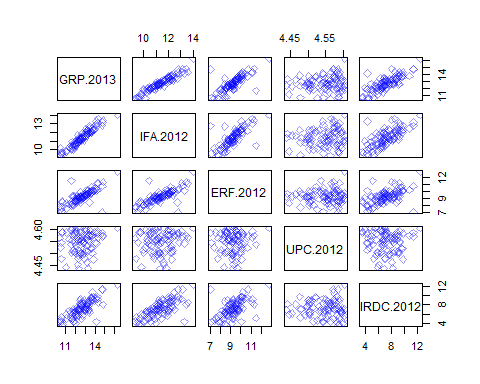 10 12 14
4.45 4.55
GRP.2013
11 14
10 13
IFA.2012
ERF.2012
7 9 12
4.45 4.60
UPC.2012
IRDC.2012
4 8 12
11 14
7 9 11
4 8 12